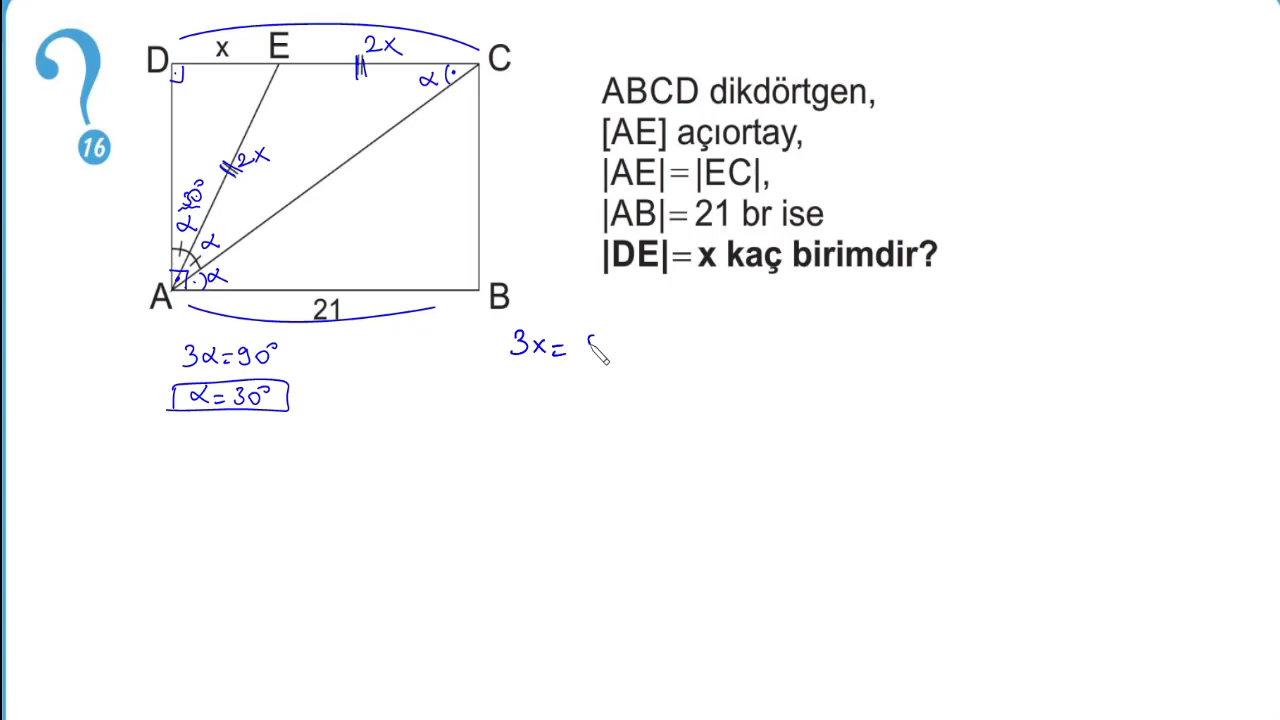 D x E 2x C
α
16
2x
α 30°
α
α
A 21 B
ABCD dikdörtgen,
[AE] açıortay,
|AE|=|EC|,
|AB|= 21 br ise
|DE|= x kaç birimdir?
3α=90°
α=30°
3x=